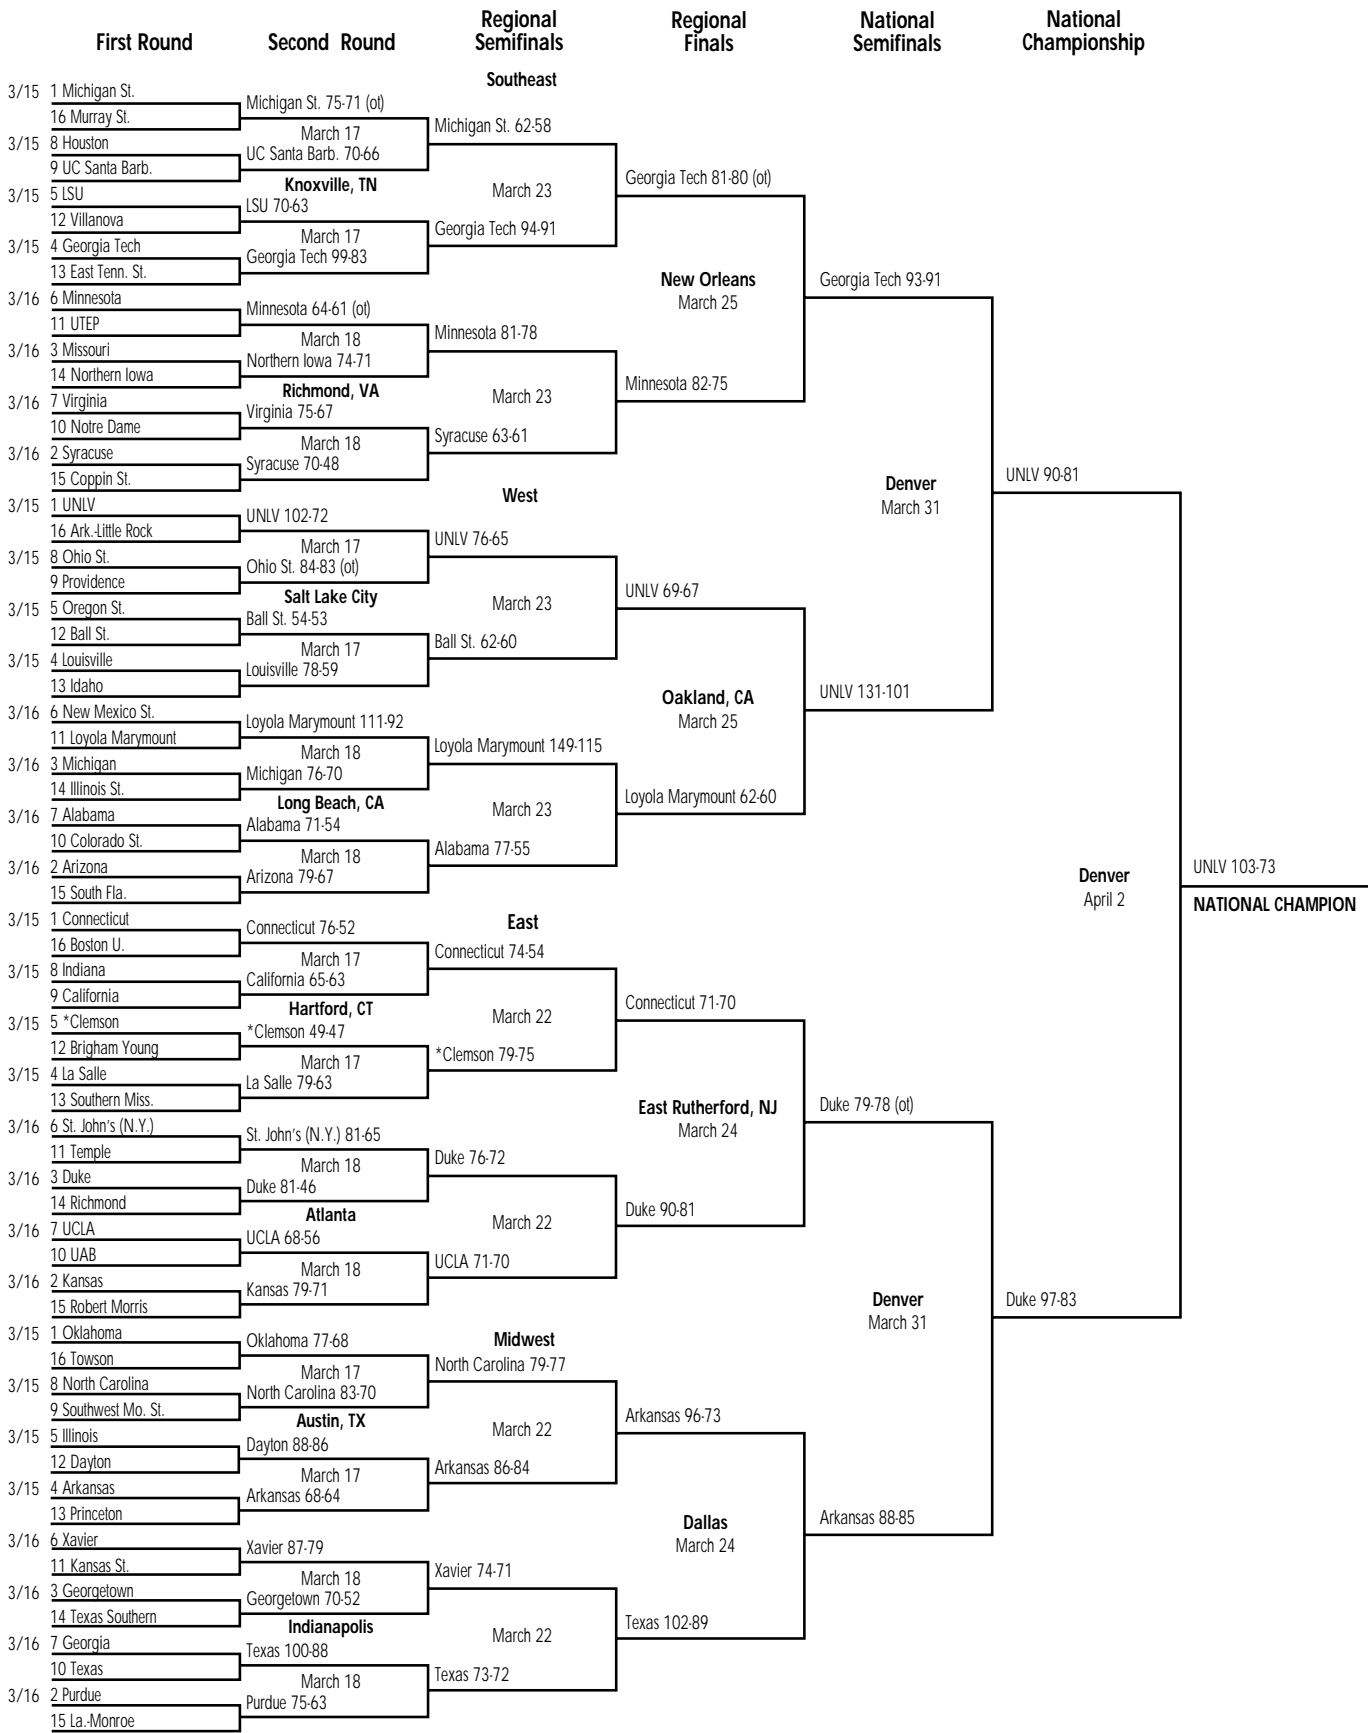 First Round
Second Round
Regional
Semifinals
Regional
Finals
National
Semifinals
National
Championship
Southeast
3/15 1 Michigan St.
16 Murray St.
3/15 8 Houston
9 UC Santa Barb.
3/15 5 LSU
12 Villanova
3/15 4 Georgia Tech
13 East Tenn. St.
3/16 6 Minnesota
11 UTEP
3/16 3 Missouri
14 Northern Iowa
3/16 7 Virginia
10 Notre Dame
3/16 2 Syracuse
15 Coppin St.
Michigan St. 75-71 (ot)
March 17
UC Santa Barb. 70-66
Knoxville, TN
LSU 70-63
March 17
Georgia Tech 99-83
Minnesota 64-61 (ot)
March 18
Northern Iowa 74-71
Richmond, VA
Virginia 75-67
March 18
Syracuse 70-48
Michigan St. 62-58
March 23
Georgia Tech 94-91
Minnesota 81-78
March 23
Syracuse 63-61
Georgia Tech 81-80 (ot)
New Orleans
March 25
Minnesota 82-75
Georgia Tech 93-91
West
3/15 1 UNLV
16 Ark.-Little Rock
3/15 8 Ohio St.
9 Providence
3/15 5 Oregon St.
12 Ball St.
3/15 4 Louisville
13 Idaho
3/16 6 New Mexico St.
11 Loyola Marymount
3/16 3 Michigan
14 Illinois St.
3/16 7 Alabama
10 Colorado St.
3/16 2 Arizona
15 South Fla.
UNLV 102-72
March 17
Ohio St. 84-83 (ot)
Salt Lake City
Ball St. 54-53
March 17
Louisville 78-59
Loyola Marymount 111-92
March 18
Michigan 76-70
Long Beach, CA
Alabama 71-54
March 18
Arizona 79-67
UNLV 76-65
March 23
Ball St. 62-60
Loyola Marymount 149-115
March 23
Alabama 77-55
UNLV 69-67
Oakland, CA
March 25
Loyola Marymount 62-60
UNLV 131-101
Denver
March 31
UNLV 90-81
East
3/15 1 Connecticut
16 Boston U.
3/15 8 Indiana
9 California
3/15 5 *Clemson
12 Brigham Young
3/15 4 La Salle
13 Southern Miss.
3/16 6 St. John's (N.Y.)
11 Temple
3/16 3 Duke
14 Richmond
3/16 7 UCLA
10 UAB
3/16 2 Kansas
15 Robert Morris
Connecticut 76-52
March 17
California 65-63
Hartford, CT
*Clemson 49-47
March 17
La Salle 79-63
St. John's (N.Y.) 81-65
March 18
Duke 81-46
Atlanta
UCLA 68-56
March 18
Kansas 79-71
Connecticut 74-54
March 22
*Clemson 79-75
Duke 76-72
March 22
UCLA 71-70
Connecticut 71-70
East Rutherford, NJ
March 24
Duke 90-81
Duke 79-78 (ot)
Midwest
3/15 1 Oklahoma
16 Towson
3/15 8 North Carolina
9 Southwest Mo. St.
3/15 5 Illinois
12 Dayton
3/15 4 Arkansas
13 Princeton
3/16 6 Xavier
11 Kansas St.
3/16 3 Georgetown
14 Texas Southern
3/16 7 Georgia
10 Texas
3/16 2 Purdue
15 La.-Monroe
Oklahoma 77-68
March 17
North Carolina 83-70
Austin, TX
Dayton 88-86
March 17
Arkansas 68-64
Xavier 87-79
March 18
Georgetown 70-52
Indianapolis
Texas 100-88
March 18
Purdue 75-63
North Carolina 79-77
March 22
Arkansas 86-84
Xavier 74-71
March 22
Texas 73-72
Arkansas 96-73
Dallas
March 24
Texas 102-89
Arkansas 88-85
Denver
March 31
Duke 97-83
Denver
April 2
UNLV 103-73
NATIONAL CHAMPION